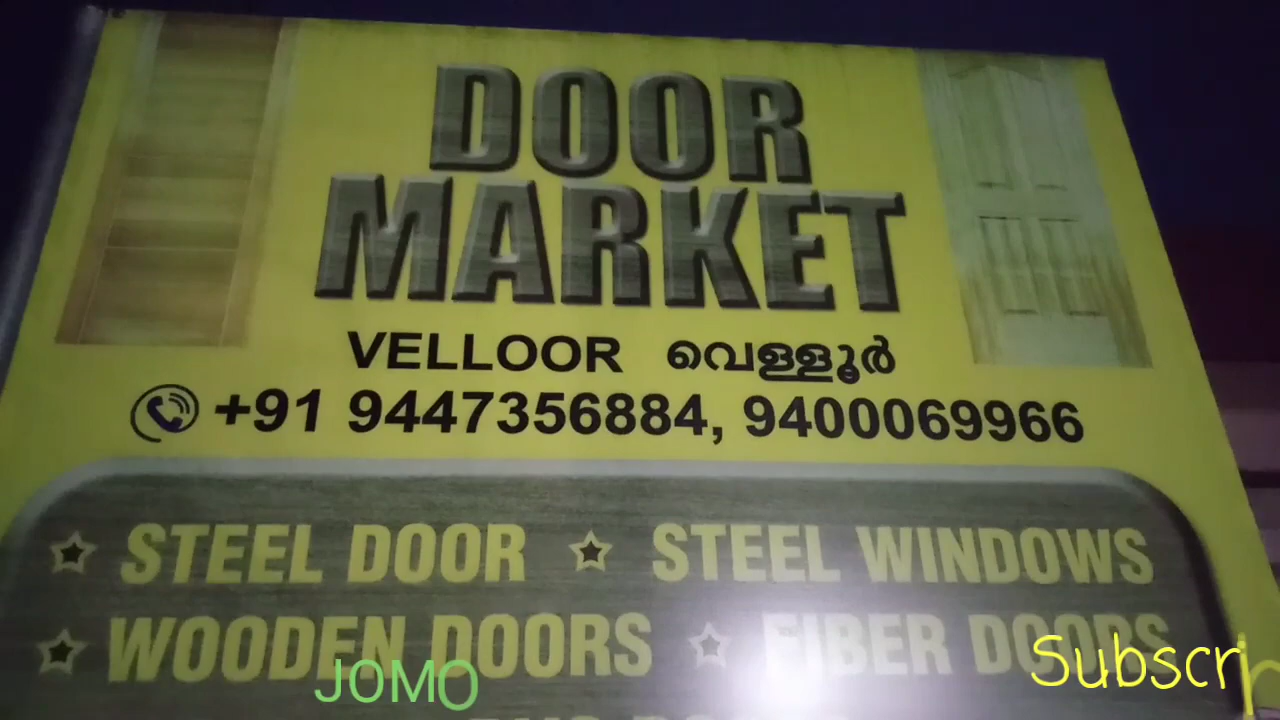 DOOR
MARKET
VELLOOR വെള്ളൂർ
+91 9447356884, 9400069966
STEEL DOOR STEEL WINDOWS
WOODEN DOORS FIBER DOORS
JOMO
Subscri